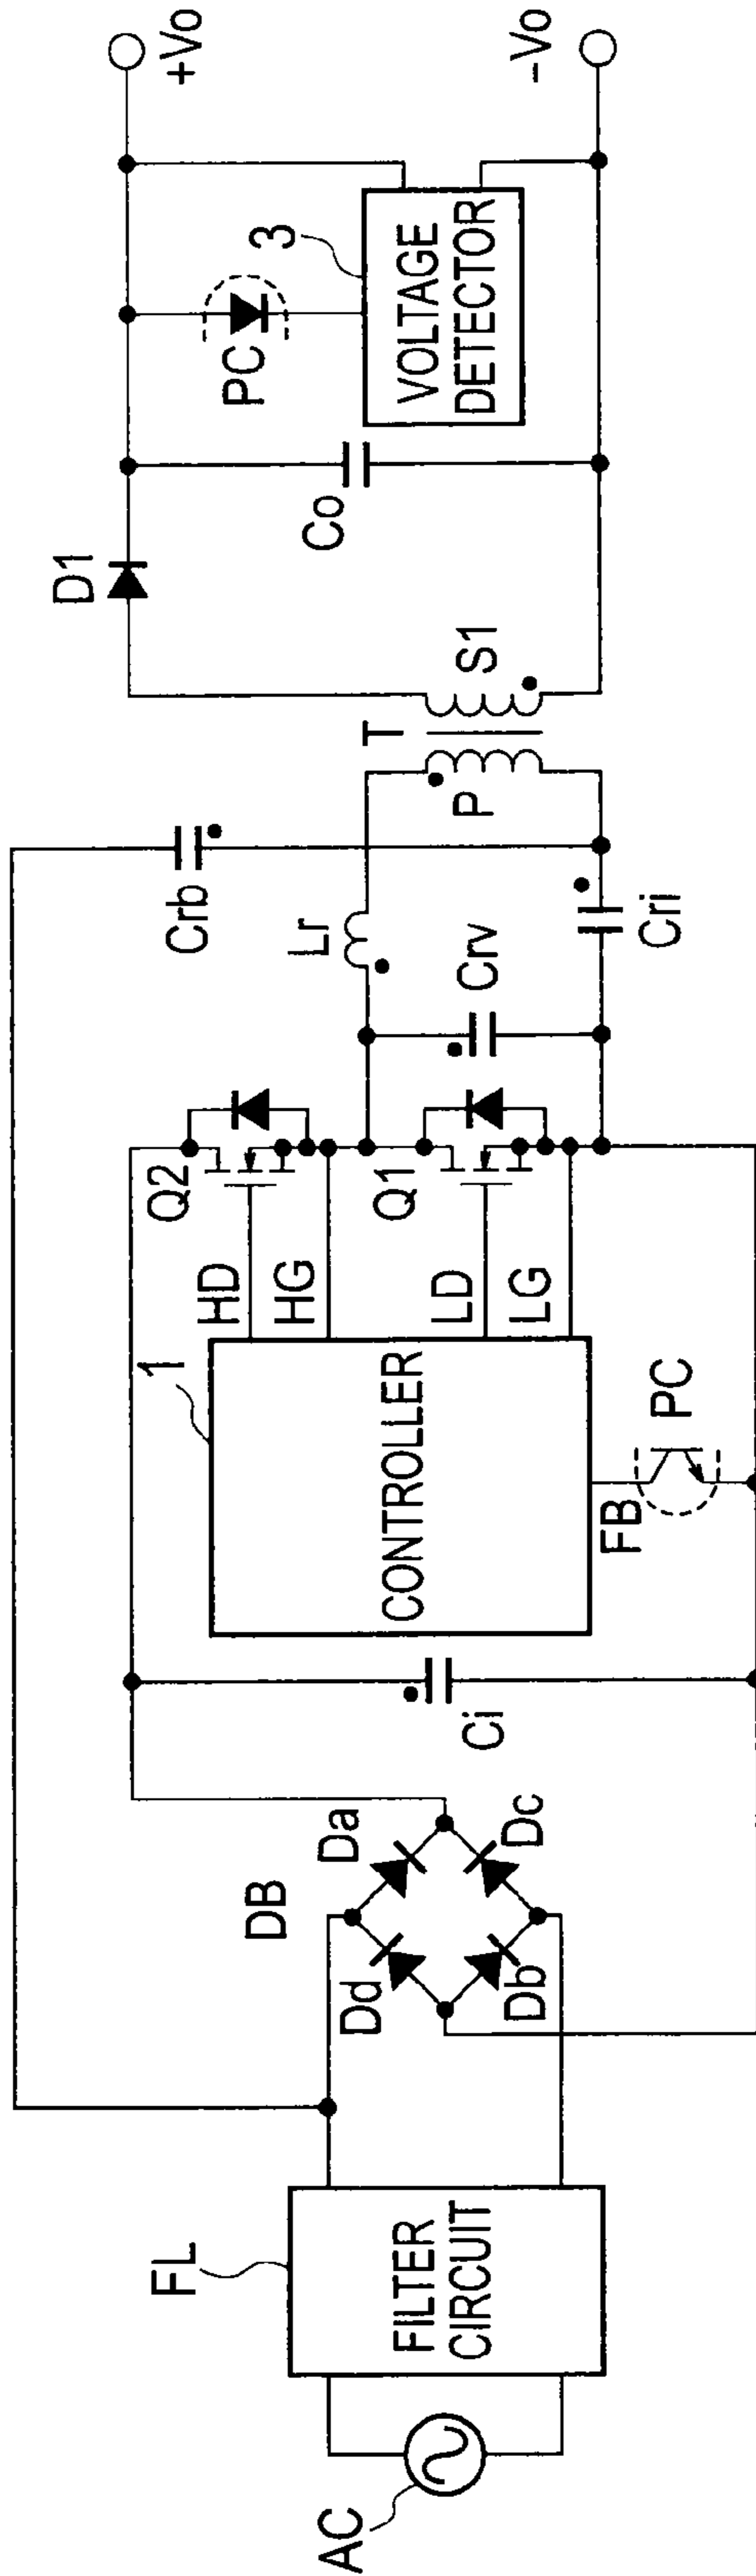 AC
FL
FILTER
CIRCUIT
DB
Da
Dd
Db
Dc
Ci
1
CONTROLLER
FB
PC
HD
HG
LD
LG
Q2
Q1
Crv
Lr
Cri
Crb
P
T
S1
D1
Co
PC
3
VOLTAGE
DETECTOR
+Vo
−Vo